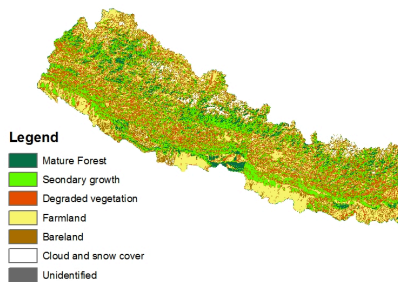 Legend
Mature Forest
Seondary growth
Degraded vegetation
Farmland
Bareland
Cloud and snow cover
Unidentified